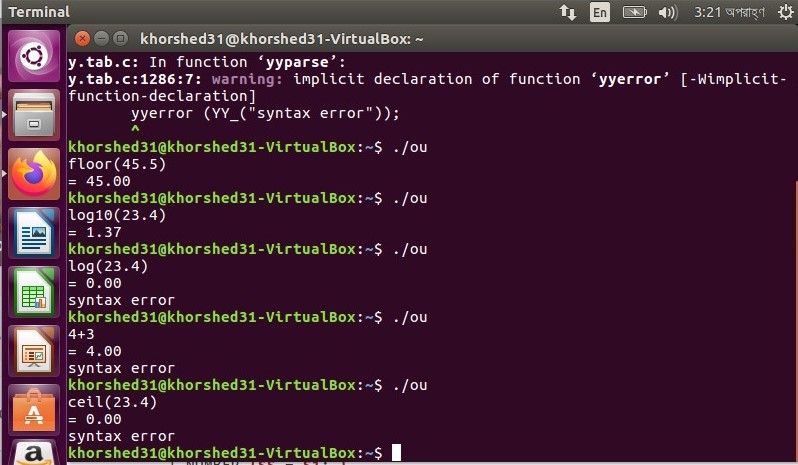 Terminal
En
3:21 অপরাহ্ণ
khorshed31@khorshed31-VirtualBox: ~
y.tab.c: In function ‘yyparse’:
y.tab.c:1286:7: warning: implicit declaration of function ‘yyerror’ [-Wimplicit-
function-declaration]
       yyerror (YY_("syntax error"));
       ^
khorshed31@khorshed31-VirtualBox:~$ ./ou
floor(45.5)
= 45.00
khorshed31@khorshed31-VirtualBox:~$ ./ou
log10(23.4)
= 1.37
khorshed31@khorshed31-VirtualBox:~$ ./ou
log(23.4)
= 0.00
syntax error
khorshed31@khorshed31-VirtualBox:~$ ./ou
4+3
= 4.00
syntax error
khorshed31@khorshed31-VirtualBox:~$ ./ou
ceil(23.4)
= 0.00
syntax error
khorshed31@khorshed31-VirtualBox:~$